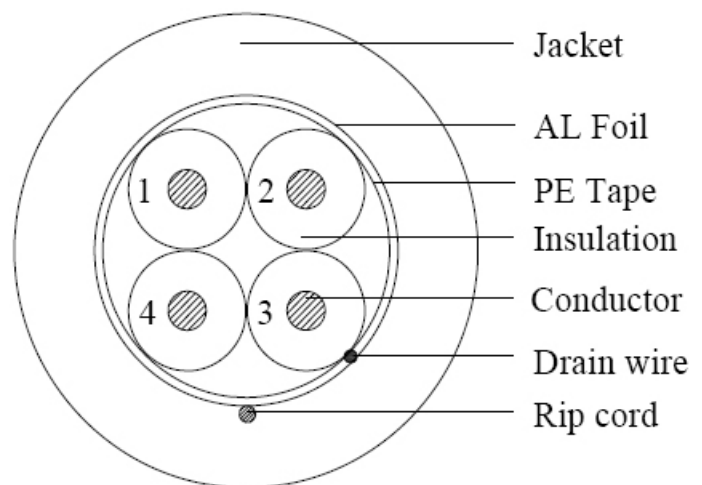 Jacket
AL Foil
1 2 PE Tape
Insulation
4 3 Conductor
Drain wire
Rip cord